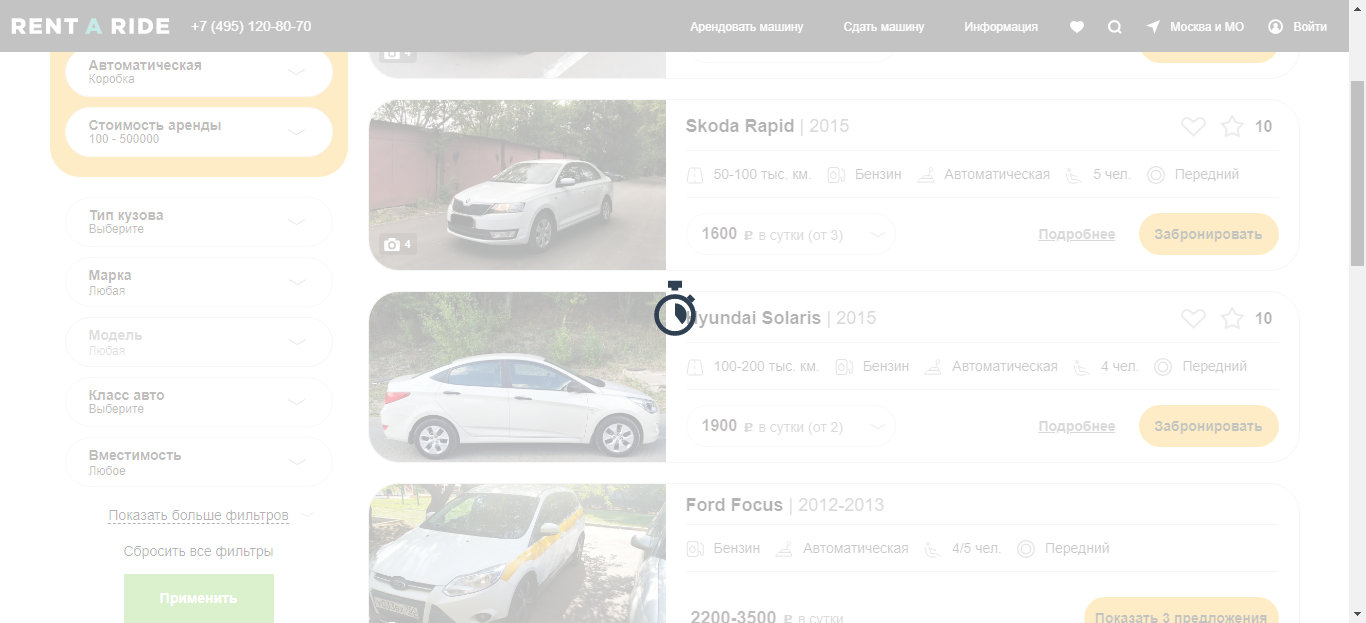 RENT A RIDE +7 (495) 120-80-70 Арендовать машину Сдать машину Информация Москва и МО Войти
4
Автоматическая
Коробка
Стоимость аренды
100 - 500000
Тип кузова
Выберите
Марка
Любая
Модель
Любая
Класс авто
Выберите
Вместимость
Любое
Показать больше фильтров
Сбросить все фильтры
Применить
Skoda Rapid | 2015 10
50-100 тыс. км. Бензин Автоматическая 5 чел. Передний
4
1600 ₽ в сутки (от 3) Подробнее Забронировать
Hyundai Solaris | 2015 10
100-200 тыс. км. Бензин Автоматическая 4 чел. Передний
1900 ₽ в сутки (от 2) Подробнее Забронировать
Ford Focus | 2012-2013
Бензин Автоматическая 4/5 чел. Передний
2200-3500 ₽ в сутки Показать 3 предложения